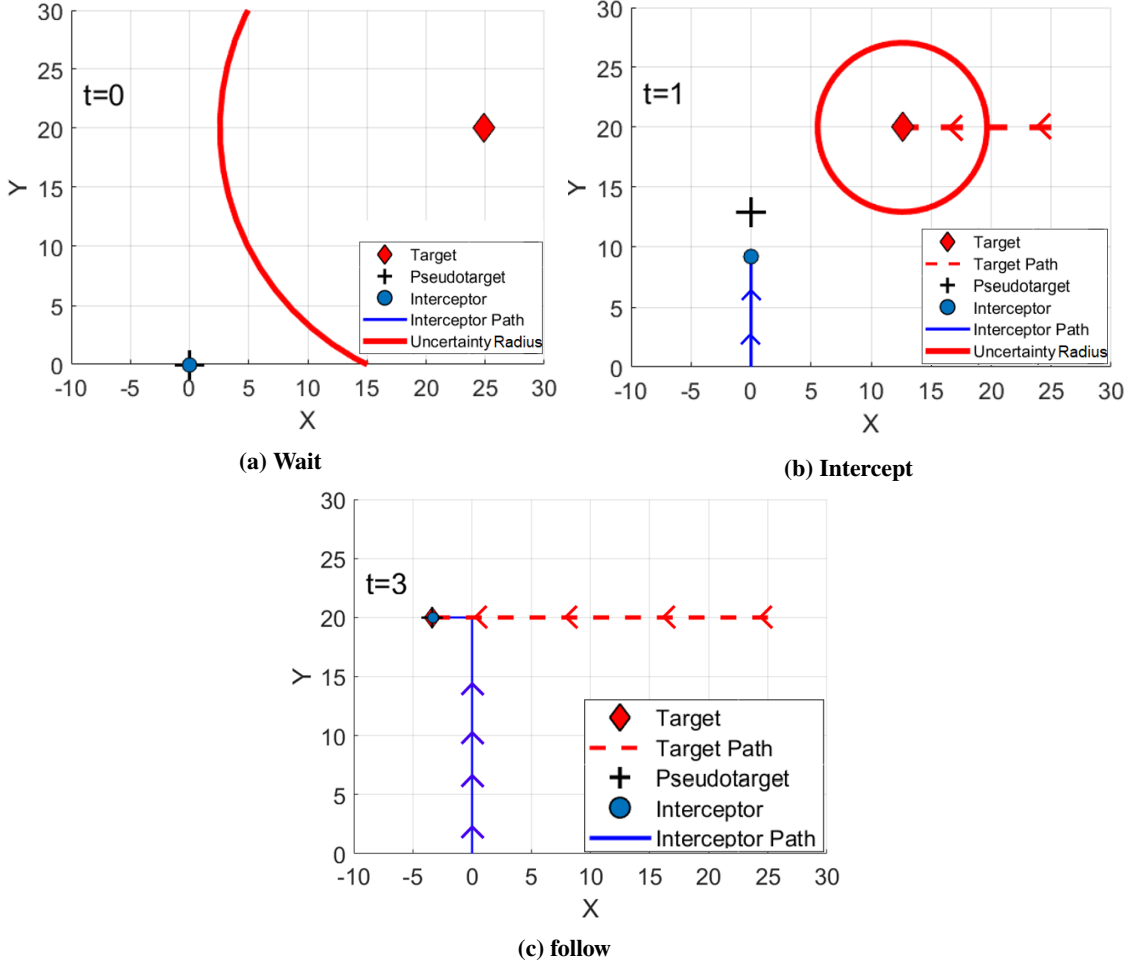 30
25
20
15
10
5
0
Y
t=0
-10
-5
0
5
10
15
20
25
30
X
Target
Pseudotarget
Interceptor
Interceptor Path
Uncertainty Radius
(a) Wait
30
25
20
15
10
5
0
Y
t=1
-10
-5
0
5
10
15
20
25
30
X
Target
Target Path
Pseudotarget
Interceptor
Interceptor Path
Uncertainty Radius
(b) Intercept
30
25
20
15
10
5
0
Y
t=3
-10
-5
0
5
10
15
20
25
30
X
Target
Target Path
Pseudotarget
Interceptor
Interceptor Path
(c) follow